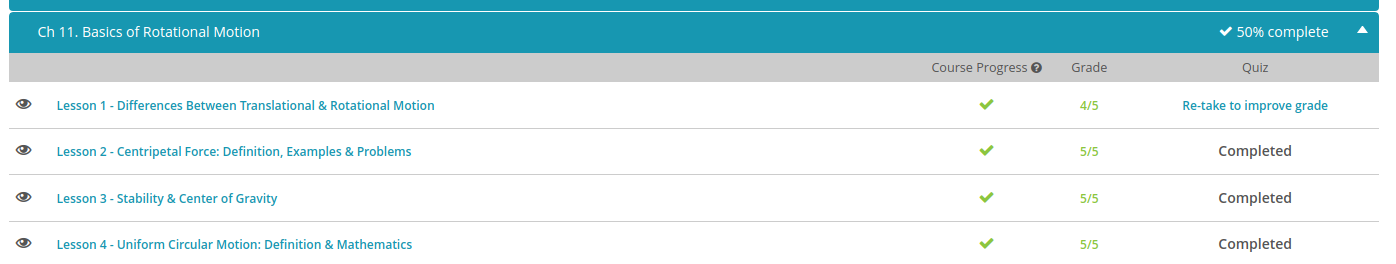 Ch 11. Basics of Rotational Motion 50% complete
Course Progress Grade Quiz
Lesson 1 - Differences Between Translational & Rotational Motion 4/5 Re-take to improve grade
Lesson 2 - Centripetal Force: Definition, Examples & Problems 5/5 Completed
Lesson 3 - Stability & Center of Gravity 5/5 Completed
Lesson 4 - Uniform Circular Motion: Definition & Mathematics 5/5 Completed